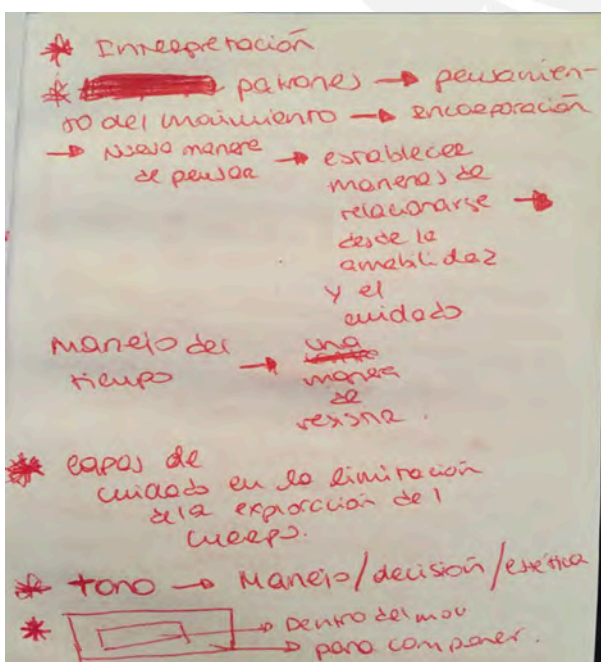 * Interpretación
* patrones → pensamien-
to del movimiento → encorporación
→ Nueva manera → establecer
de pensar maneras de
relacionarse →
desde la
amabilidad
y el
cuidado
Manejo del → una
tiempo manera
de
resistir.
* capas de
cuidado en la limitación
de la exploración del
cuerpo.
* tono → Manejo/decisión/estética
* → Dentro del mov
→ para componer.